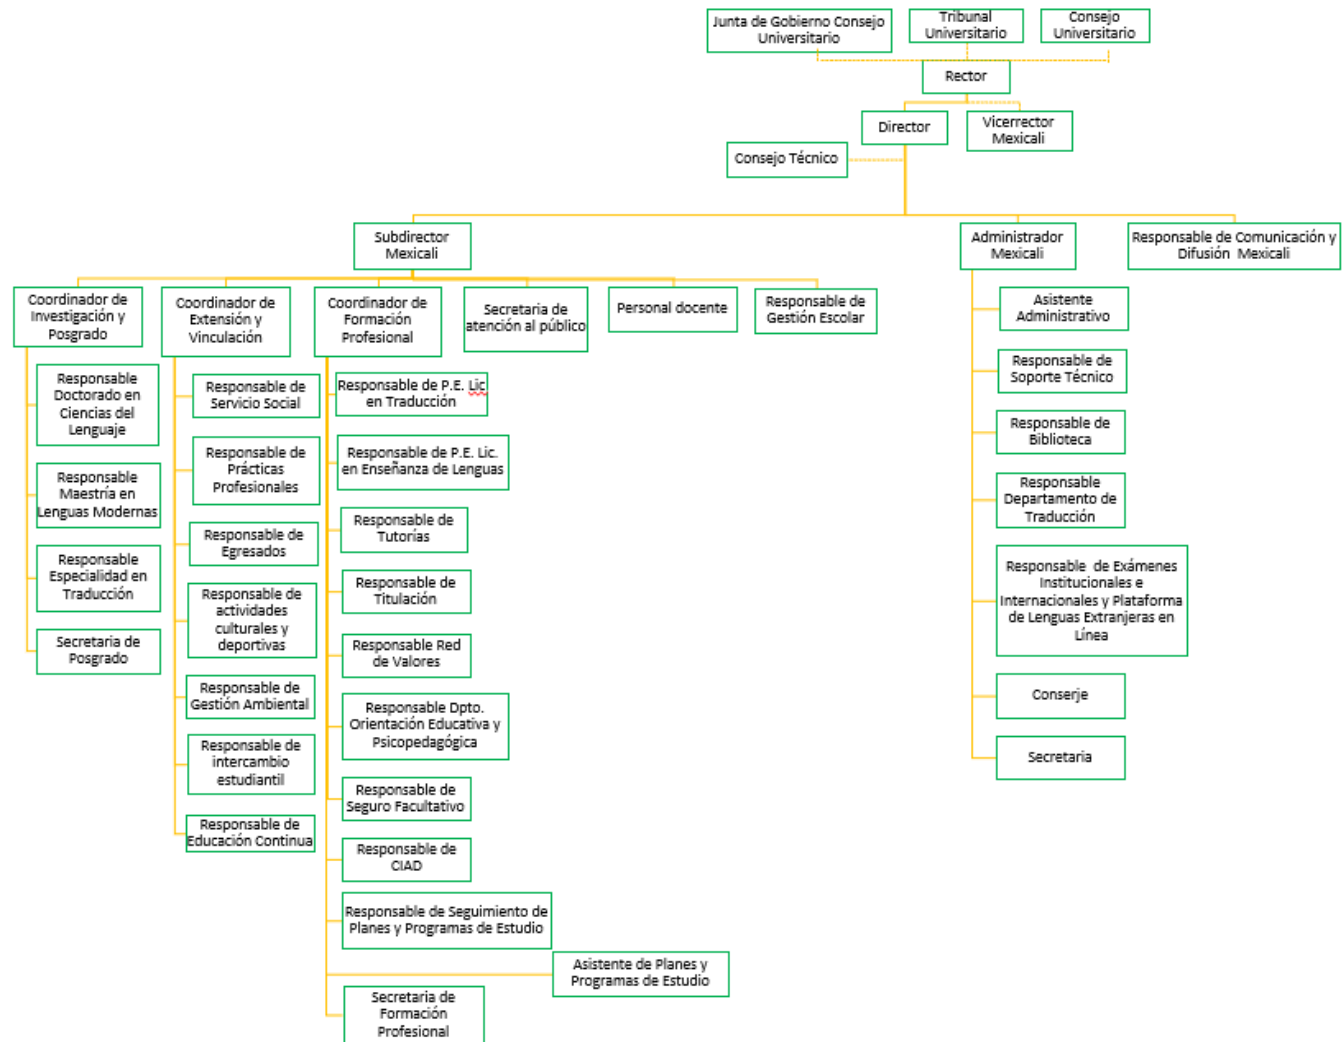 Junta de Gobierno Consejo
Universitario
Tribunal
Universitario
Consejo
Universitario
Rector
Director
Vicerrector
Mexicali
Consejo Técnico
Subdirector
Mexicali
Administrador
Mexicali
Responsable de Comunicación y
Difusión Mexicali
Coordinador de
Investigación y
Posgrado
Coordinador de
Extensión y
Vinculación
Coordinador de
Formación
Profesional
Secretaria de
atención al público
Personal docente
Responsable de
Gestión Escolar
Responsable
Doctorado en
Ciencias del
Lenguaje
Responsable
Maestría en
Lenguas Modernas
Responsable
Especialidad en
Traducción
Secretaria de
Posgrado
Responsable de
Servicio Social
Responsable de
Prácticas
Profesionales
Responsable de
Egresados
Responsable de
actividades
culturales y
deportivas
Responsable de
Gestión Ambiental
Responsable de
intercambio
estudiantil
Responsable de
Educación Continua
Responsable de P.E. Lic
en Traducción
Responsable de P.E. Lic.
en Enseñanza de Lenguas
Responsable de
Tutorías
Responsable de
Titulación
Responsable Red
de Valores
Responsable Dpto.
Orientación Educativa y
Psicopedagógica
Responsable de
Seguro Facultativo
Responsable de
CIAD
Responsable de Seguimiento de
Planes y Programas de Estudio
Asistente de Planes y
Programas de Estudio
Secretaria de
Formación
Profesional
Asistente
Administrativo
Responsable de
Soporte Técnico
Responsable de
Biblioteca
Responsable
Departamento de
Traducción
Responsable de Exámenes
Institucionales e
Internacionales y Plataforma
de Lenguas Extranjeras en
Línea
Conserje
Secretaria